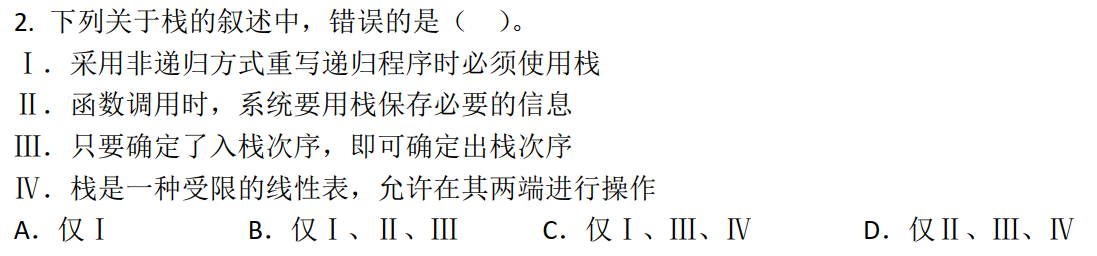 2. 下列关于栈的叙述中，错误的是（ ）。
Ⅰ．采用非递归方式重写递归程序时必须使用栈
Ⅱ．函数调用时，系统要用栈保存必要的信息
Ⅲ．只要确定了入栈次序，即可确定出栈次序
Ⅳ．栈是一种受限的线性表，允许在其两端进行操作
A．仅Ⅰ B．仅Ⅰ、Ⅱ、Ⅲ C．仅Ⅰ、Ⅲ、Ⅳ D．仅Ⅱ、Ⅲ、Ⅳ